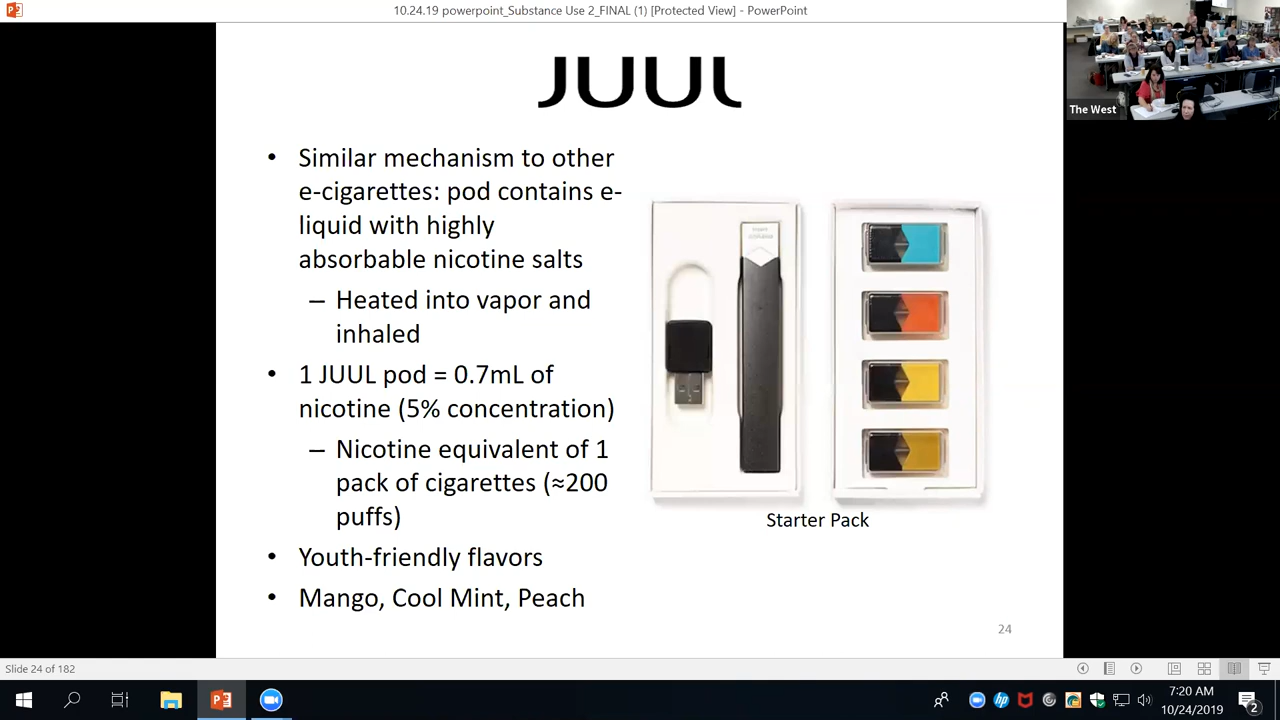 10.24.19 powerpoint_Substance Use 2_FINAL (1) [Protected View] - PowerPoint
The West
JUUL
• Similar mechanism to other
e-cigarettes: pod contains e-
liquid with highly
absorbable nicotine salts
– Heated into vapor and
inhaled
• 1 JUUL pod = 0.7mL of
nicotine (5% concentration)
– Nicotine equivalent of 1
pack of cigarettes (≈200
puffs)
• Youth-friendly flavors
• Mango, Cool Mint, Peach
Starter Pack
24
Slide 24 of 182
7:20 AM
10/24/2019
2